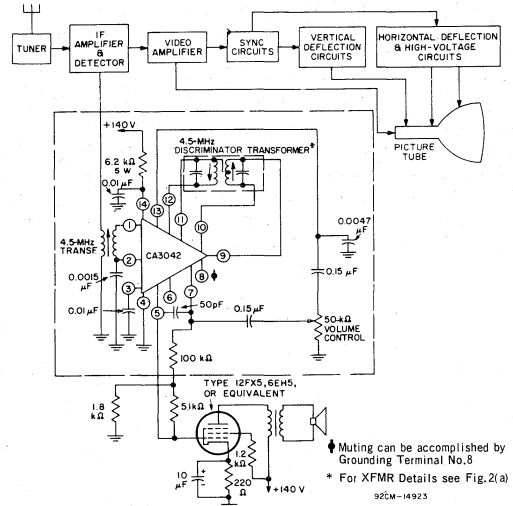 TUNER
IF
AMPLIFIER
&
DETECTOR
VIDEO
AMPLIFIER
SYNC
CIRCUITS
VERTICAL
DEFLECTION
CIRCUITS
HORIZONTAL DEFLECTION
& HIGH-VOLTAGE
CIRCUITS
PICTURE
TUBE
+140V
6.2 kΩ
5 W
0.01 µF
4.5-MHz
DISCRIMINATOR TRANSFORMER*
14
13
12
11
10
4.5-MHz
TRANSF
1
2
3
4
5
6
7
8
9
CA3042
0.0015
µF
0.01µF
50pF
0.15µF
0.0047
µF
0.15 µF
50-kΩ
VOLUME
CONTROL
100 kΩ
TYPE 12FX5, 6EH5,
OR EQUIVALENT
1.8
kΩ
5.1kΩ
1.2
kΩ
10
µF
+
-
220
Ω
+140 V
Muting can be accomplished by
Grounding Terminal No.8
* For XFMR Details see Fig.2(a)
92CM-14923